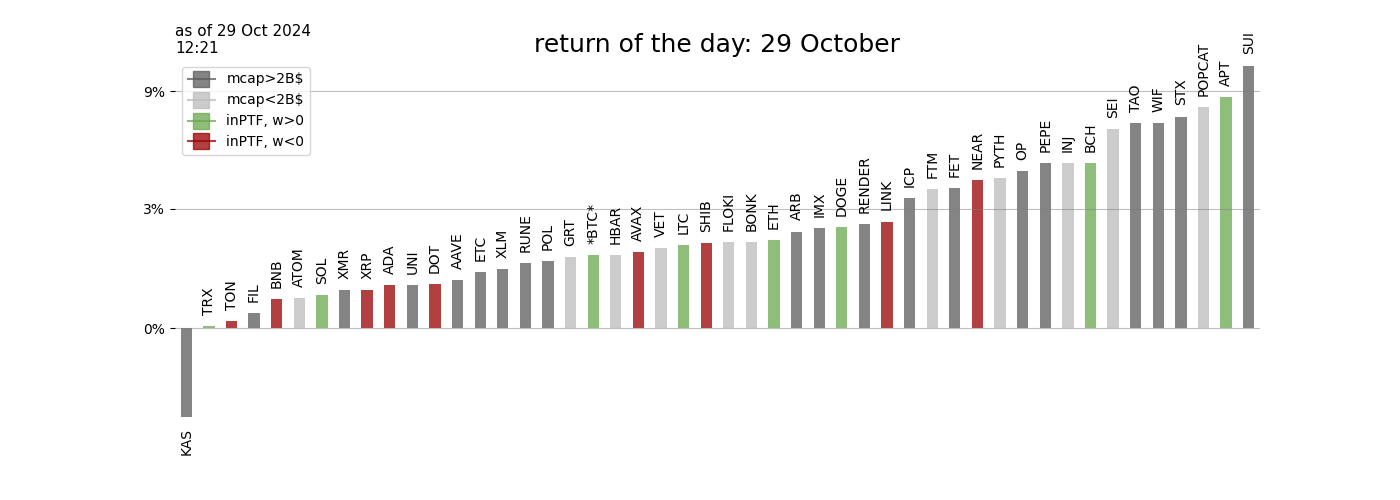 as of 29 Oct 2024
12:21
return of the day: 29 October
mcap>2B$
mcap<2B$
inPTF, w>0
inPTF, w<0
9%
3%
0%
KAS
TRX
TON
FIL
BNB
ATOM
SOL
XMR
XRP
ADA
UNI
DOT
AAVE
ETC
XLM
RUNE
POL
GRT
*BTC*
HBAR
AVAX
VET
LTC
SHIB
FLOKI
BONK
ETH
ARB
IMX
DOGE
RENDER
LINK
ICP
FTM
FET
NEAR
PYTH
OP
PEPE
INJ
BCH
SEI
TAO
WIF
STX
POPCAT
APT
SUI